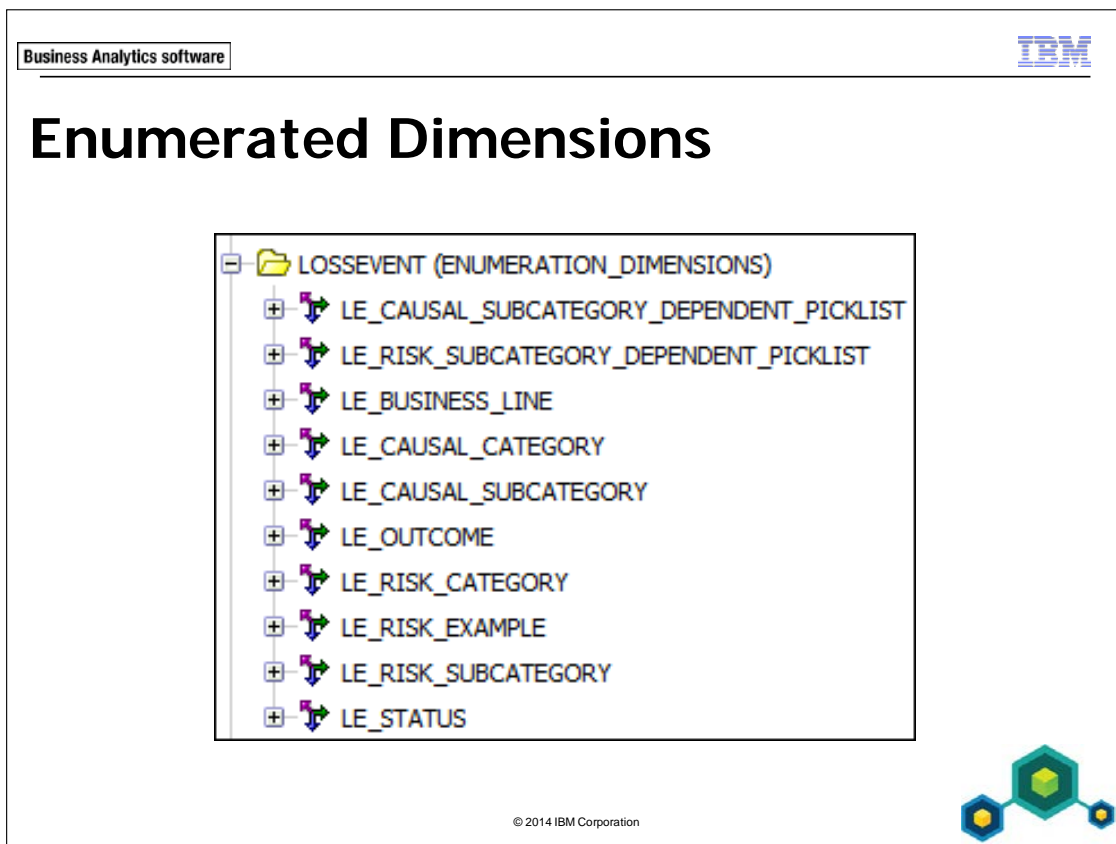 Business Analytics software
IBM
Enumerated Dimensions
LOSSEVENT (ENUMERATION_DIMENSIONS)
LE_CAUSAL_SUBCATEGORY_DEPENDENT_PICKLIST
LE_RISK_SUBCATEGORY_DEPENDENT_PICKLIST
LE_BUSINESS_LINE
LE_CAUSAL_CATEGORY
LE_CAUSAL_SUBCATEGORY
LE_OUTCOME
LE_RISK_CATEGORY
LE_RISK_EXAMPLE
LE_RISK_SUBCATEGORY
LE_STATUS
© 2014 IBM Corporation